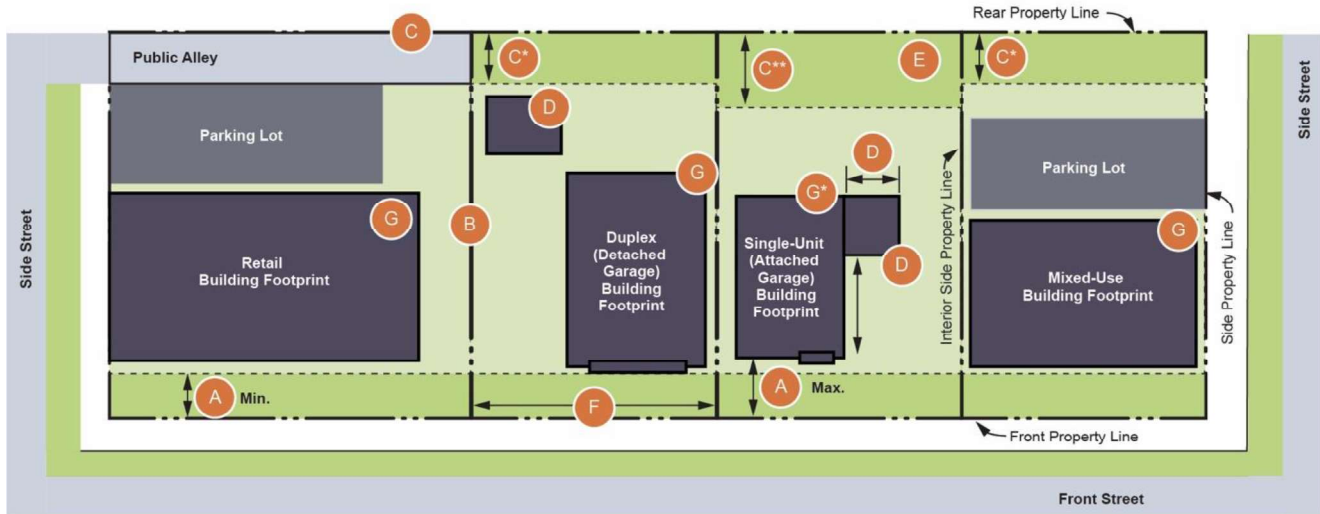 Rear Property Line
C
Public Alley
C*
C**
E
C*
Side Street
Side Street
Parking Lot
D
D
Parking Lot
G
G
G*
G
B
Retail
Building Footprint
Duplex
(Detached
Garage)
Building
Footprint
Single-Unit
(Attached
Garage)
Building
Footprint
D
Interior Side Property Line
Mixed-Use
Building Footprint
Side Property Line
A
Min.
F
A
Max.
Front Property Line
Front Street